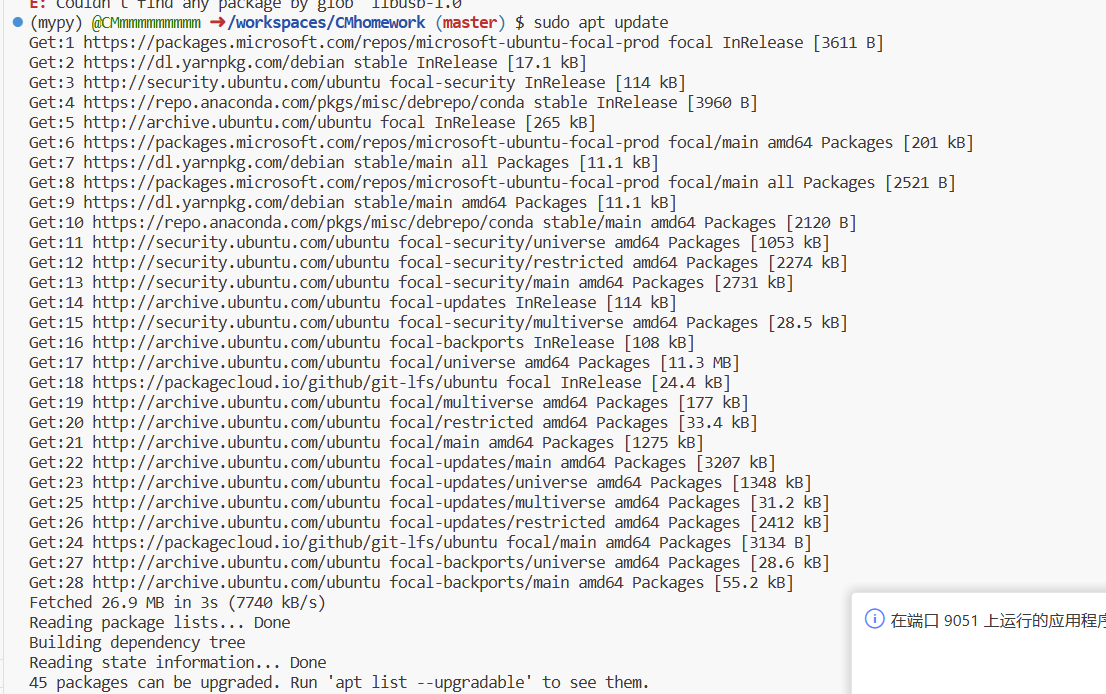 E: Couldn't find any package by glob 'libusb-1.0'
(mypy) @CMmmmmmmmmm ➜/workspaces/CMhomework (master) $ sudo apt update
Get:1 https://packages.microsoft.com/repos/microsoft-ubuntu-focal-prod focal InRelease [3611 B]
Get:2 https://dl.yarnpkg.com/debian stable InRelease [17.1 kB]
Get:3 http://security.ubuntu.com/ubuntu focal-security InRelease [114 kB]
Get:4 https://repo.anaconda.com/pkgs/misc/debrepo/conda stable InRelease [3960 B]
Get:5 http://archive.ubuntu.com/ubuntu focal InRelease [265 kB]
Get:6 https://packages.microsoft.com/repos/microsoft-ubuntu-focal-prod focal/main amd64 Packages [201 kB]
Get:7 https://dl.yarnpkg.com/debian stable/main all Packages [11.1 kB]
Get:8 https://packages.microsoft.com/repos/microsoft-ubuntu-focal-prod focal/main all Packages [2521 B]
Get:9 https://dl.yarnpkg.com/debian stable/main amd64 Packages [11.1 kB]
Get:10 https://repo.anaconda.com/pkgs/misc/debrepo/conda stable/main amd64 Packages [2120 B]
Get:11 http://security.ubuntu.com/ubuntu focal-security/universe amd64 Packages [1053 kB]
Get:12 http://security.ubuntu.com/ubuntu focal-security/restricted amd64 Packages [2274 kB]
Get:13 http://security.ubuntu.com/ubuntu focal-security/main amd64 Packages [2731 kB]
Get:14 http://archive.ubuntu.com/ubuntu focal-updates InRelease [114 kB]
Get:15 http://security.ubuntu.com/ubuntu focal-security/multiverse amd64 Packages [28.5 kB]
Get:16 http://archive.ubuntu.com/ubuntu focal-backports InRelease [108 kB]
Get:17 http://archive.ubuntu.com/ubuntu focal/universe amd64 Packages [11.3 MB]
Get:18 https://packagecloud.io/github/git-lfs/ubuntu focal InRelease [24.4 kB]
Get:19 http://archive.ubuntu.com/ubuntu focal/multiverse amd64 Packages [177 kB]
Get:20 http://archive.ubuntu.com/ubuntu focal/restricted amd64 Packages [33.4 kB]
Get:21 http://archive.ubuntu.com/ubuntu focal/main amd64 Packages [1275 kB]
Get:22 http://archive.ubuntu.com/ubuntu focal-updates/main amd64 Packages [3207 kB]
Get:23 http://archive.ubuntu.com/ubuntu focal-updates/universe amd64 Packages [1348 kB]
Get:25 http://archive.ubuntu.com/ubuntu focal-updates/multiverse amd64 Packages [31.2 kB]
Get:26 http://archive.ubuntu.com/ubuntu focal-updates/restricted amd64 Packages [2412 kB]
Get:24 https://packagecloud.io/github/git-lfs/ubuntu focal/main amd64 Packages [3134 B]
Get:27 http://archive.ubuntu.com/ubuntu focal-backports/universe amd64 Packages [28.6 kB]
Get:28 http://archive.ubuntu.com/ubuntu focal-backports/main amd64 Packages [55.2 kB]
Fetched 26.9 MB in 3s (7740 kB/s)
Reading package lists... Done
在端口 9051 上运行的应用程序
Building dependency tree
Reading state information... Done
45 packages can be upgraded. Run 'apt list --upgradable' to see them.